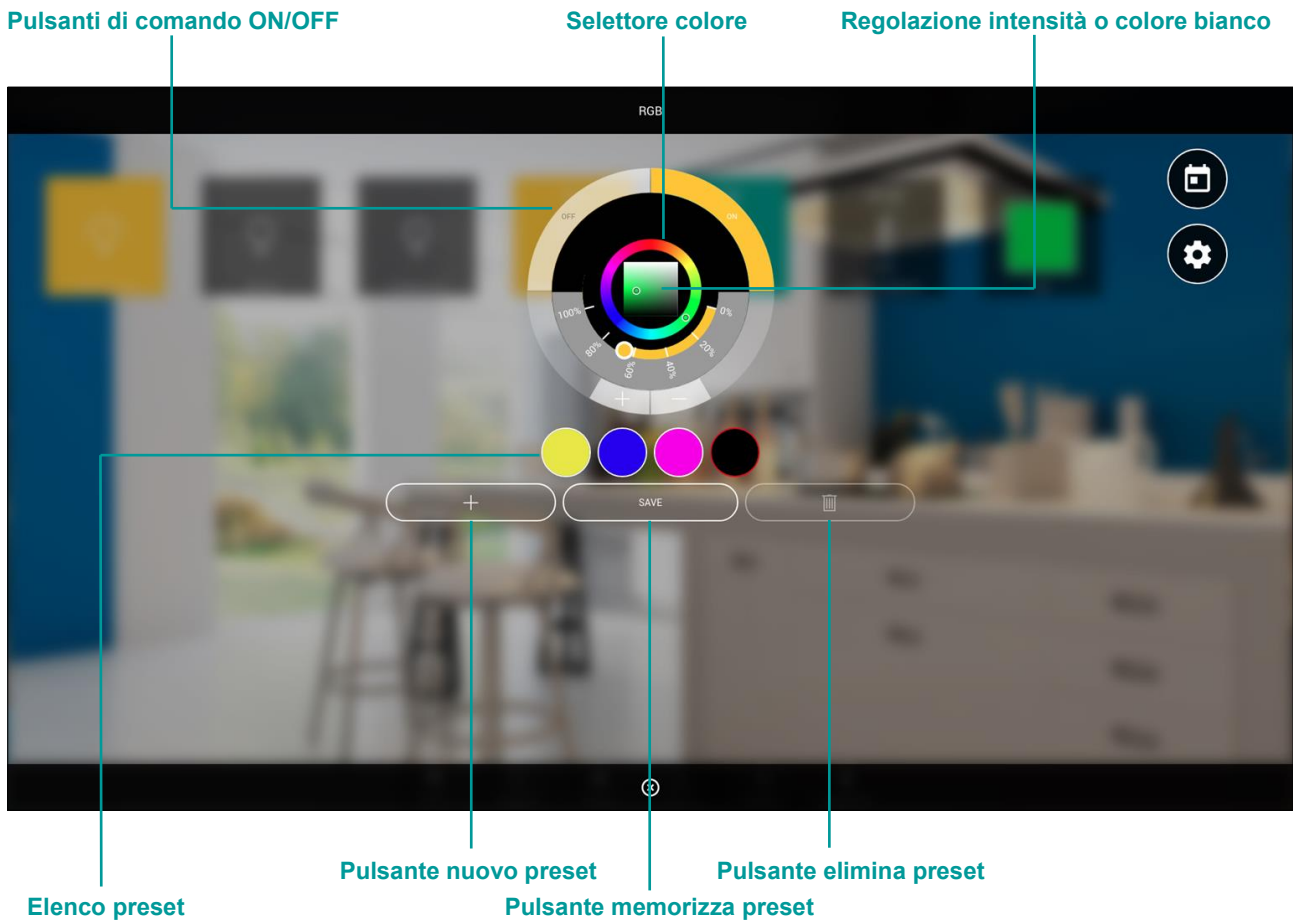 Pulsanti di comando ON/OFF
Selettore colore
Regolazione intensità o colore bianco
RGB
OFF
ON
100%
80%
60%
40%
20%
0%
SAVE
Pulsante nuovo preset
Pulsante elimina preset
Elenco preset
Pulsante memorizza preset